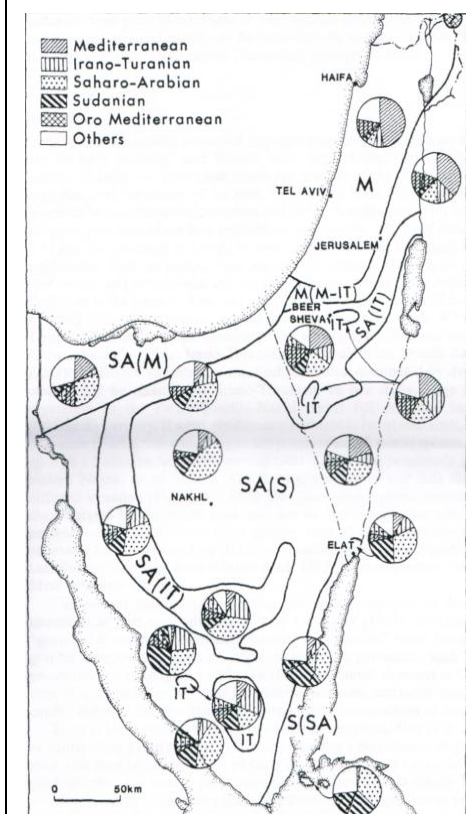 Mediterranean
Irano-Turanian
Saharo-Arabian
Sudanian
Oro Mediterranean
Others
HAIFA
M
TEL AVIV
JERUSALEM
M(M-IT)
BEER
SHEVA
IT
SA(IT)
SA(M)
IT
SA(S)
NAKHL
ELAT
SA(IT)
IT
IT
S(SA)
0 50km